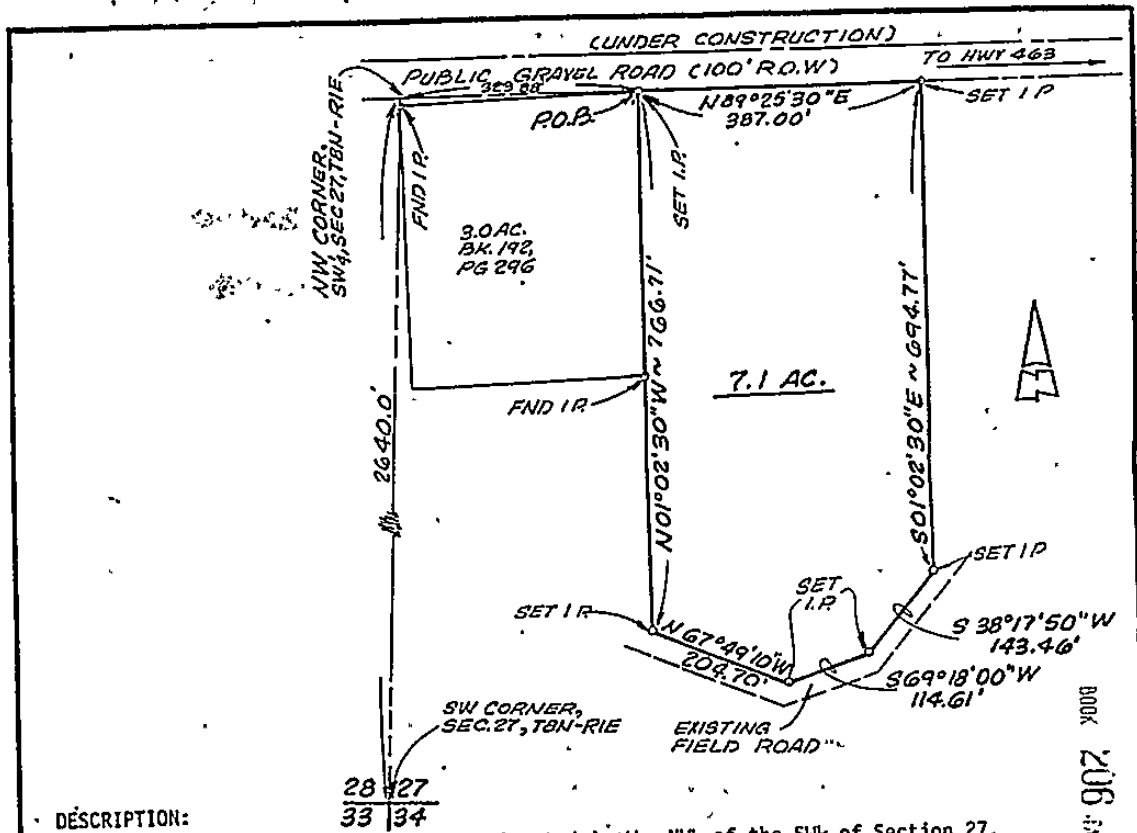 (UNDER CONSTRUCTION)
TO HWY 463
PUBLIC GRAVEL ROAD (100' R.O.W)
329.88'
P.O.B.
N89°25'30"E
387.00'
SET I.P.
NW CORNER,
SW¼, SEC 27, T8N-R1E
FND I.P.
SET I.P.
3.0 AC.
BK. 192,
PG 296
N01°02'30"W ~ 766.71'
S01°02'30"E ~ 694.77'
7.1 AC.
FND I.P.
2640.0'
SET I.P.
SET I.P.
SET
I.P.
N 67°49'10"W
204.70'
S 38°17'50"W
143.46'
S69°18'00"W
114.61'
SW CORNER,
SEC. 27, T8N-R1E
EXISTING
FIELD ROAD
BOOK 206
28 27
33 34
DESCRIPTION:
of the SW¼ of Section 27,